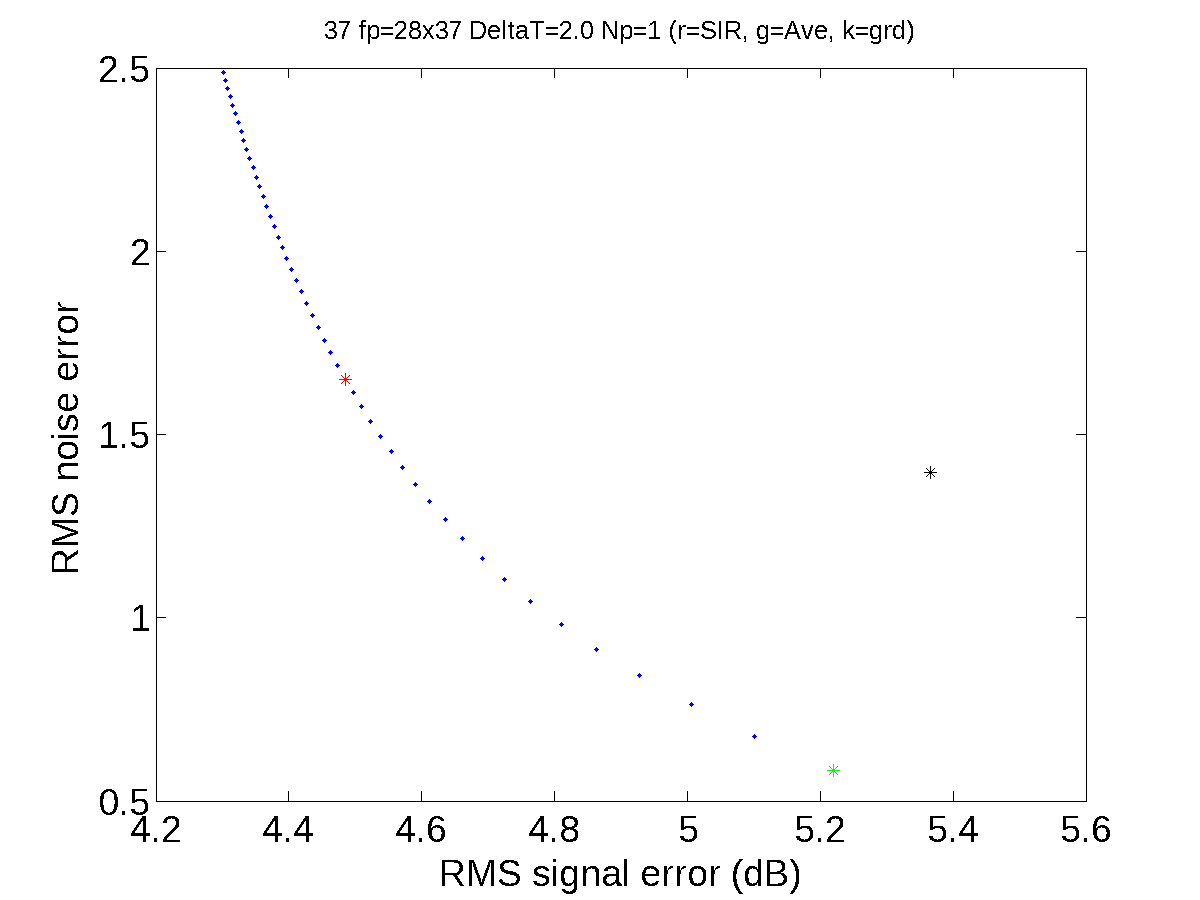 37 fp=28x37 DeltaT=2.0 Np=1 (r=SIR, g=Ave, k=grd)
2.5
2
1.5
1
0.5
RMS noise error
4.2 4.4 4.6 4.8 5 5.2 5.4 5.6
RMS signal error (dB)